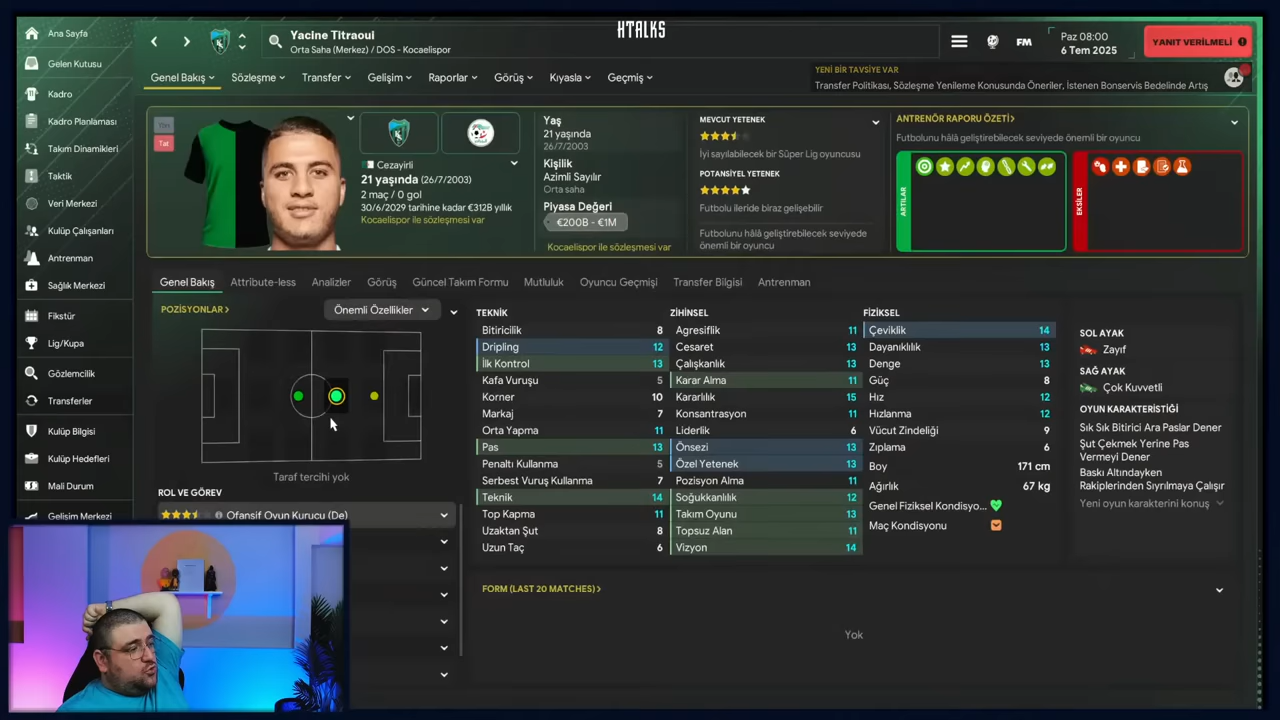 HTALKS
Ana Sayfa
Gelen Kutusu
Kadro
Kadro Planlaması
Takım Dinamikleri
Taktik
Veri Merkezi
Kulüp Çalışanları
Antrenman
Sağlık Merkezi
Fikstür
Lig/Kupa
Gözlemcilik
Transferler
Kulüp Bilgisi
Kulüp Hedefleri
Mali Durum
Gelişim Merkezi
Yacine Titraoui
Orta Saha (Merkez) / DOS - Kocaelispor
FM
Paz 08:00
6 Tem 2025
YANIT VERİLMELİ
Genel Bakış
Sözleşme
Transfer
Gelişim
Raporlar
Görüş
Kıyasla
Geçmiş
YENİ BİR TAVSİYE VAR
Transfer Politikası, Sözleşme Yenileme Konusunda Öneriler, İstenen Bonservis Bedelinde Artış
Tat
Cezayirli
21 yaşında (26/7/2003)
2 maç / 0 gol
30/6/2029 tarihine kadar €312B yıllık
Kocaelispor ile sözleşmesi var
Yaş
21 yaşında
26/7/2003
Kişilik
Azimli Sayılır
Orta saha
Piyasa Değeri
€200B - €1M
Kocaelispor ile sözleşmesi var
MEVCUT YETENEK
İyi sayılabilecek bir Süper Lig oyuncusu
POTANSİYEL YETENEK
Futbolu ileride biraz gelişebilir
Futbolunu hâlâ geliştirebilecek seviyede
önemli bir oyuncu
ANTRENÖR RAPORU ÖZETİ
Futbolunu hâlâ geliştirebilecek seviyede önemli bir oyuncu
ARTILAR
EKSİLER
Genel Bakış
Attribute-less
Analizler
Görüş
Güncel Takım Formu
Mutluluk
Oyuncu Geçmişi
Transfer Bilgisi
Antrenman
POZİSYONLAR
Önemli Özellikler
Taraf tercihi yok
ROL VE GÖREV
Ofansif Oyun Kurucu (De)
TEKNİK
Bitiricilik 8
Dripling 12
İlk Kontrol 13
Kafa Vuruşu 5
Korner 10
Markaj 7
Orta Yapma 11
Pas 13
Penaltı Kullanma 5
Serbest Vuruş Kullanma 7
Teknik 14
Top Kapma 11
Uzaktan Şut 8
Uzun Taç 6
ZİHİNSEL
Agresiflik 11
Cesaret 13
Çalışkanlık 13
Karar Alma 11
Kararlılık 15
Konsantrasyon 11
Liderlik 6
Önsezi 13
Özel Yetenek 13
Pozisyon Alma 11
Soğukkanlılık 12
Takım Oyunu 13
Topsuz Alan 11
Vizyon 14
FİZİKSEL
Çeviklik 14
Dayanıklılık 13
Denge 13
Güç 8
Hız 12
Hızlanma 12
Vücut Zindeliği 9
Zıplama 6
Boy 171 cm
Ağırlık 67 kg
Genel Fiziksel Kondisyo...
Maç Kondisyonu
SOL AYAK
Zayıf
SAĞ AYAK
Çok Kuvvetli
OYUN KARAKTERİSTİĞİ
Sık Sık Bitirici Ara Paslar Dener
Şut Çekmek Yerine Pas
Vermeyi Dener
Baskı Altındayken
Rakiplerinden Sıyrılmaya Çalışır
Yeni oyun karakterini konuş
FORM (LAST 20 MATCHES)
Yok